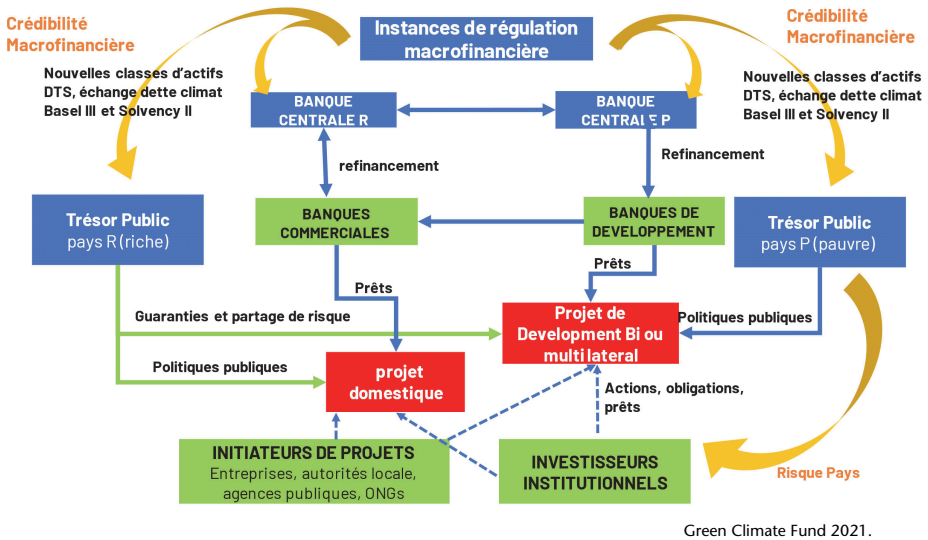 Crédibilité
Macrofinancière
Instances de régulation
macrofinancière
Crédibilité
Macrofinancière
Nouvelles classes d'actifs
DTS, échange dette climat
Basel III et Solvency II
Nouvelles classes d'actifs
DTS, échange dette climat
Basel III et Solvency II
BANQUE
CENTRALE R
BANQUE
CENTRALE P
refinancement
Refinancement
Trésor Public
pays R (riche)
BANQUES
COMMERCIALES
BANQUES DE
DEVELOPPEMENT
Trésor Public
pays P (pauvre)
Prêts
Prêts
Guaranties et partage de risque
Projet de
Development Bi ou
multi lateral
Politiques publiques
Politiques publiques
projet
domestique
Actions, obligations,
prêts
INITIATEURS DE PROJETS
Entreprises, autorités locale,
agences publiques, ONGs
INVESTISSEURS
INSTITUTIONNELS
Risque Pays
Green Climate Fund 2021.